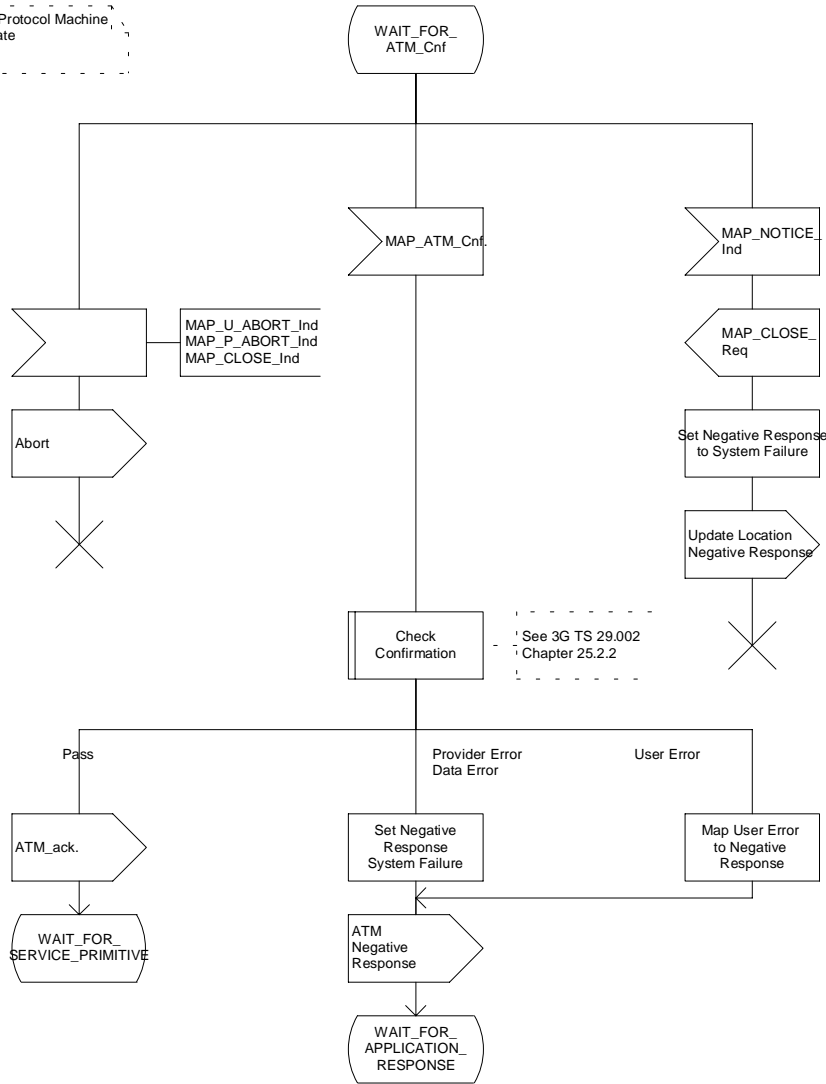 Protocol Machine
WAIT_FOR_
ATM_Cnf
MAP_ATM_Cnf.
MAP_NOTICE_
Ind
MAP_U_ABORT_Ind
MAP_P_ABORT_Ind
MAP_CLOSE_Ind
MAP_CLOSE_
Req
Abort
Set Negative Response
to System Failure
Update Location
Negative Response
Check
Confirmation
See 3G TS 29.002
Chapter 25.2.2
Pass
Provider Error
Data Error
User Error
ATM_ack.
Set Negative
Response
System Failure
Map User Error
to Negative
Response
WAIT_FOR_
SERVICE_PRIMITIVE
ATM
Negative
Response
WAIT_FOR_
APPLICATION_
RESPONSE